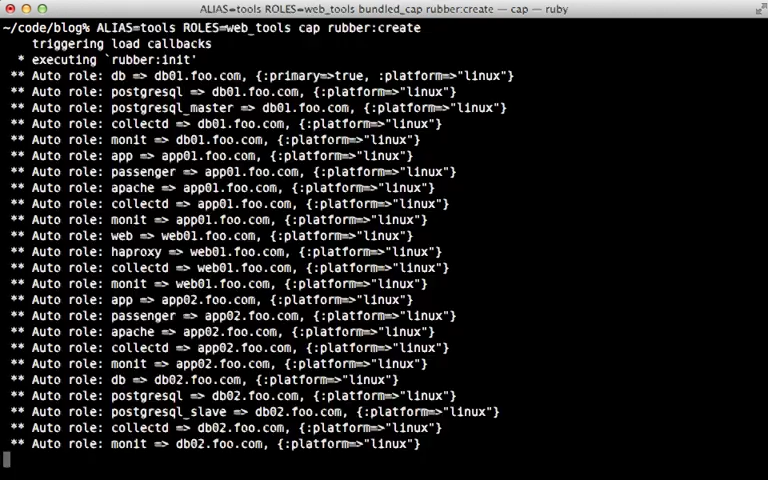 ALIAS=tools ROLES=web_tools bundled_cap rubber:create — cap — ruby
~/code/blog% ALIAS=tools ROLES=web_tools cap rubber:create
triggering load callbacks
* executing `rubber:init'
** Auto role: db => db01.foo.com, {:primary=>true, :platform=>"linux"}
** Auto role: postgresql => db01.foo.com, {:platform=>"linux"}
** Auto role: postgresql_master => db01.foo.com, {:platform=>"linux"}
** Auto role: collectd => db01.foo.com, {:platform=>"linux"}
** Auto role: monit => db01.foo.com, {:platform=>"linux"}
** Auto role: app => app01.foo.com, {:platform=>"linux"}
** Auto role: passenger => app01.foo.com, {:platform=>"linux"}
** Auto role: apache => app01.foo.com, {:platform=>"linux"}
** Auto role: collectd => app01.foo.com, {:platform=>"linux"}
** Auto role: monit => app01.foo.com, {:platform=>"linux"}
** Auto role: web => web01.foo.com, {:platform=>"linux"}
** Auto role: haproxy => web01.foo.com, {:platform=>"linux"}
** Auto role: collectd => web01.foo.com, {:platform=>"linux"}
** Auto role: monit => web01.foo.com, {:platform=>"linux"}
** Auto role: app => app02.foo.com, {:platform=>"linux"}
** Auto role: passenger => app02.foo.com, {:platform=>"linux"}
** Auto role: apache => app02.foo.com, {:platform=>"linux"}
** Auto role: collectd => app02.foo.com, {:platform=>"linux"}
** Auto role: monit => app02.foo.com, {:platform=>"linux"}
** Auto role: db => db02.foo.com, {:platform=>"linux"}
** Auto role: postgresql => db02.foo.com, {:platform=>"linux"}
** Auto role: postgresql_slave => db02.foo.com, {:platform=>"linux"}
** Auto role: collectd => db02.foo.com, {:platform=>"linux"}
** Auto role: monit => db02.foo.com, {:platform=>"linux"}